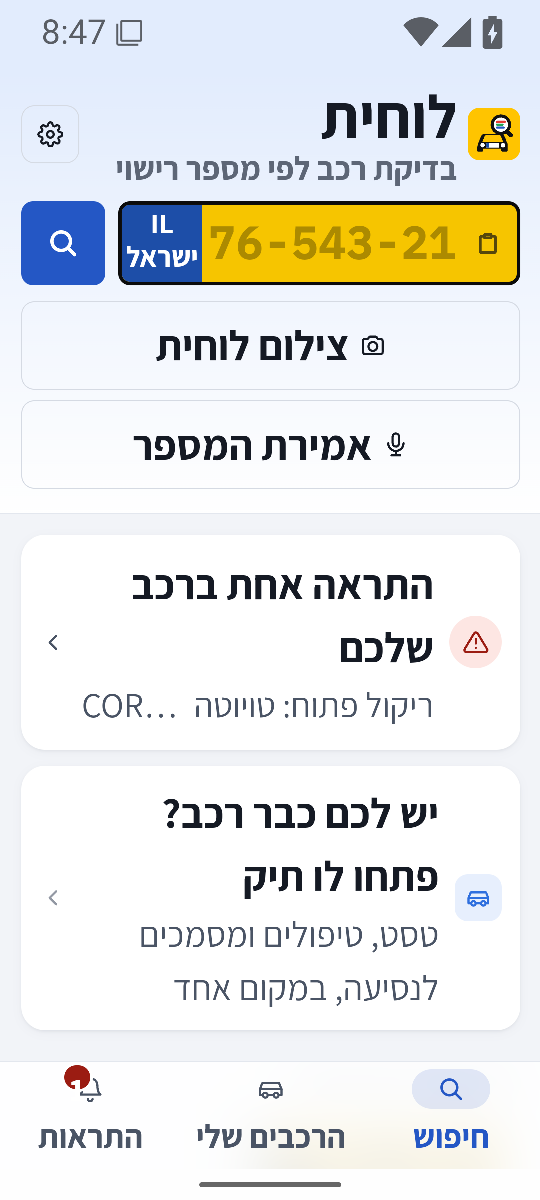 8:47
לוחית
בדיקת רכב לפי מספר רישוי
IL
ישראל
76-543-21
צילום לוחית
אמירת המספר
התראה אחת ברכב
שלכם
ריקול פתוח: טויוטה COR…
יש לכם כבר רכב?
פתחו לו תיק
טסט, טיפולים ומסמכים
לנסיעה, במקום אחד
חיפוש
הרכבים שלי
1
התראות